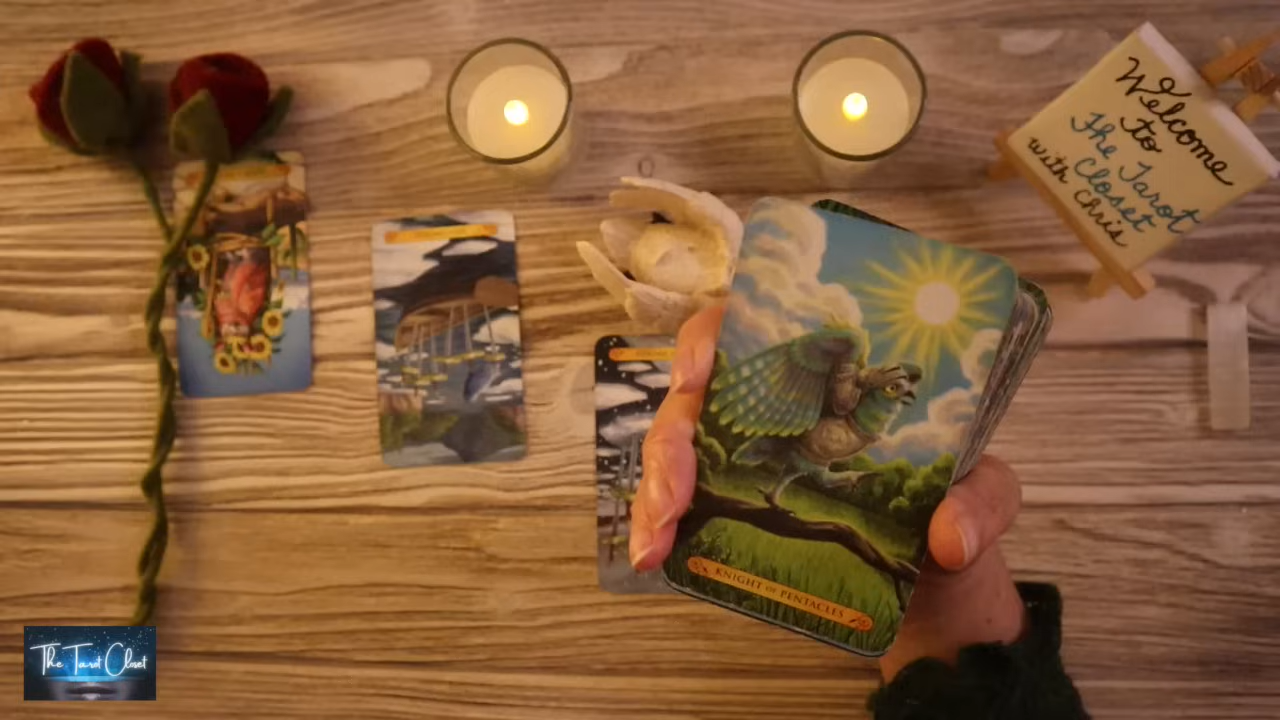 Welcome
to
The Tarot
Closet
with Chris
KNIGHT OF PENTACLES
The Tarot Closet